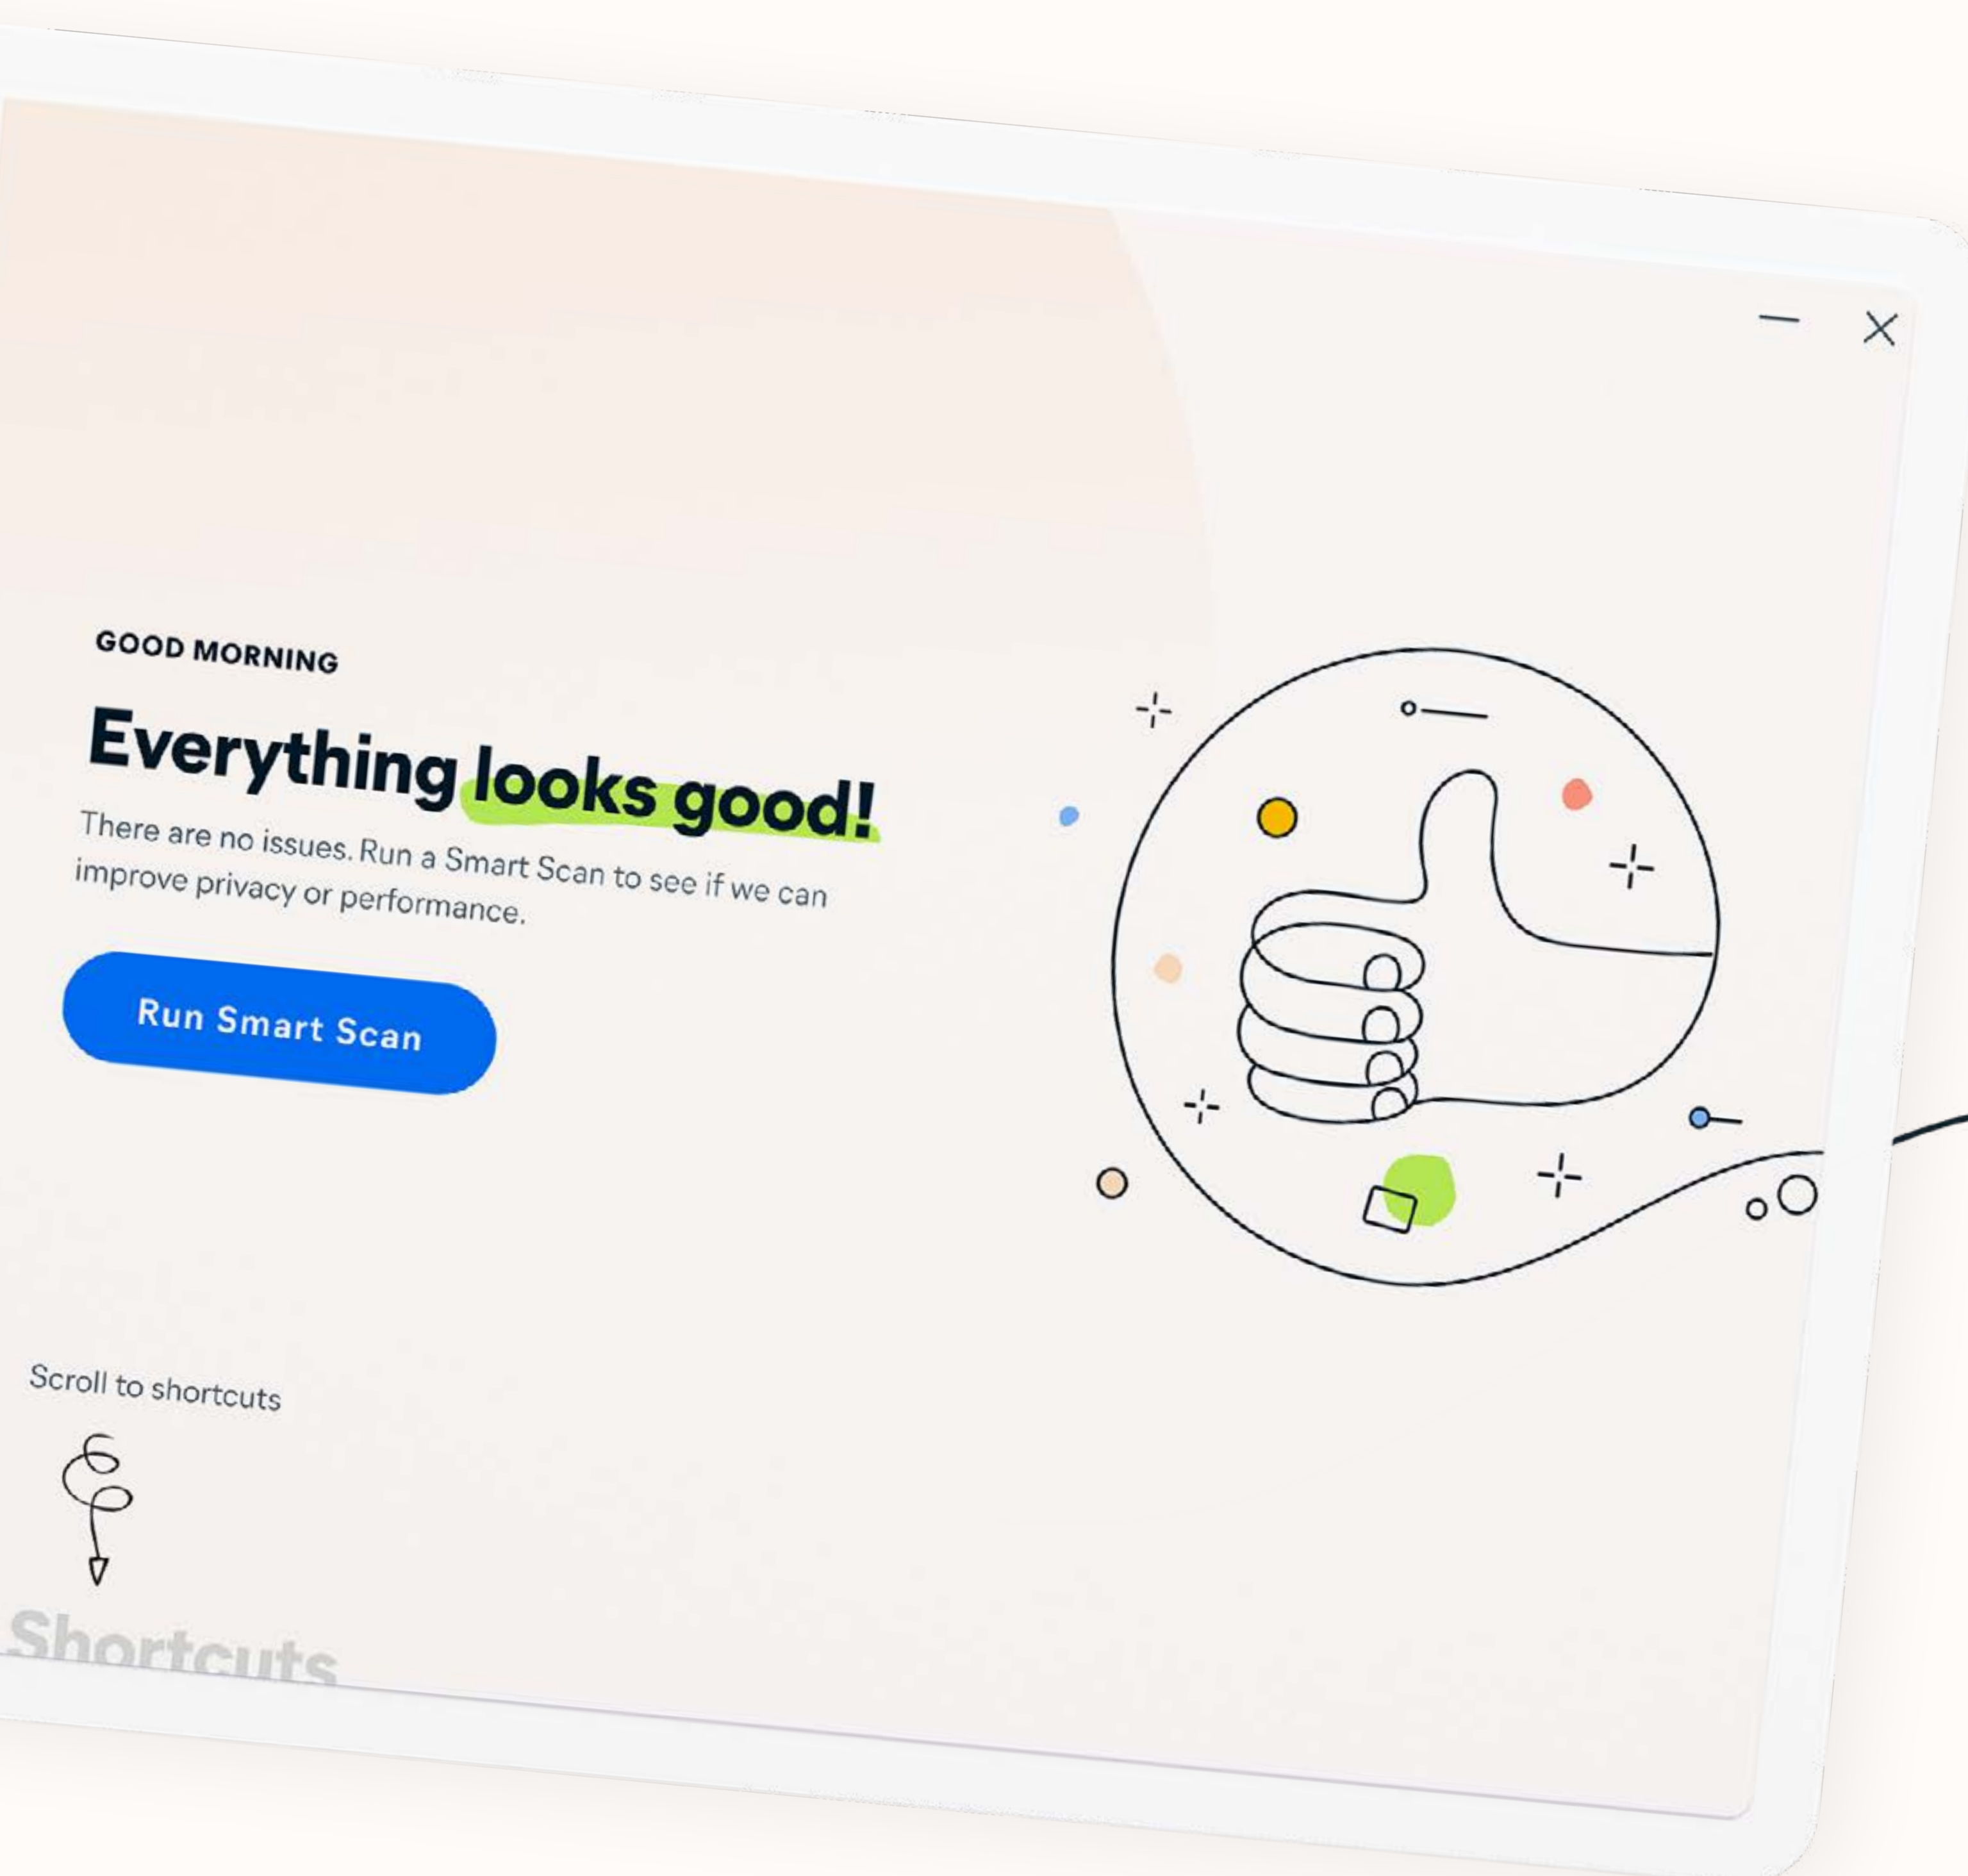 GOOD MORNING
Everything looks good!
There are no issues. Run a Smart Scan to see if we can
improve privacy or performance.
Run Smart Scan
Scroll to shortcuts
Shortcuts